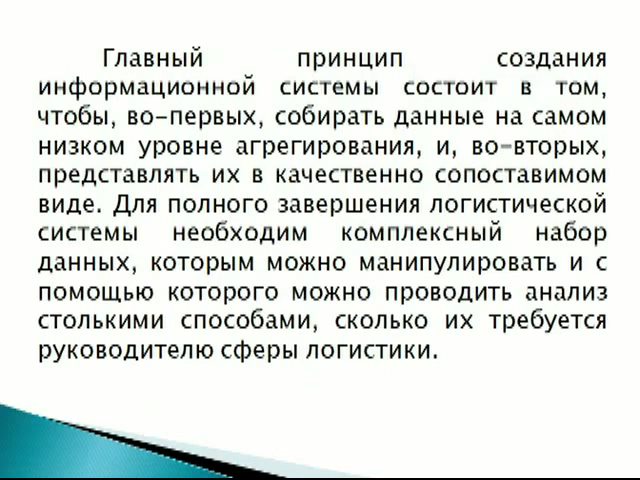 Главный принцип создания
информационной системы состоит в том,
чтобы, во-первых, собирать данные на самом
низком уровне агрегирования, и, во-вторых,
представлять их в качественно сопоставимом
виде. Для полного завершения логистической
системы необходим комплексный набор
данных, которым можно манипулировать и с
помощью которого можно проводить анализ
столькими способами, сколько их требуется
руководителю сферы логистики.